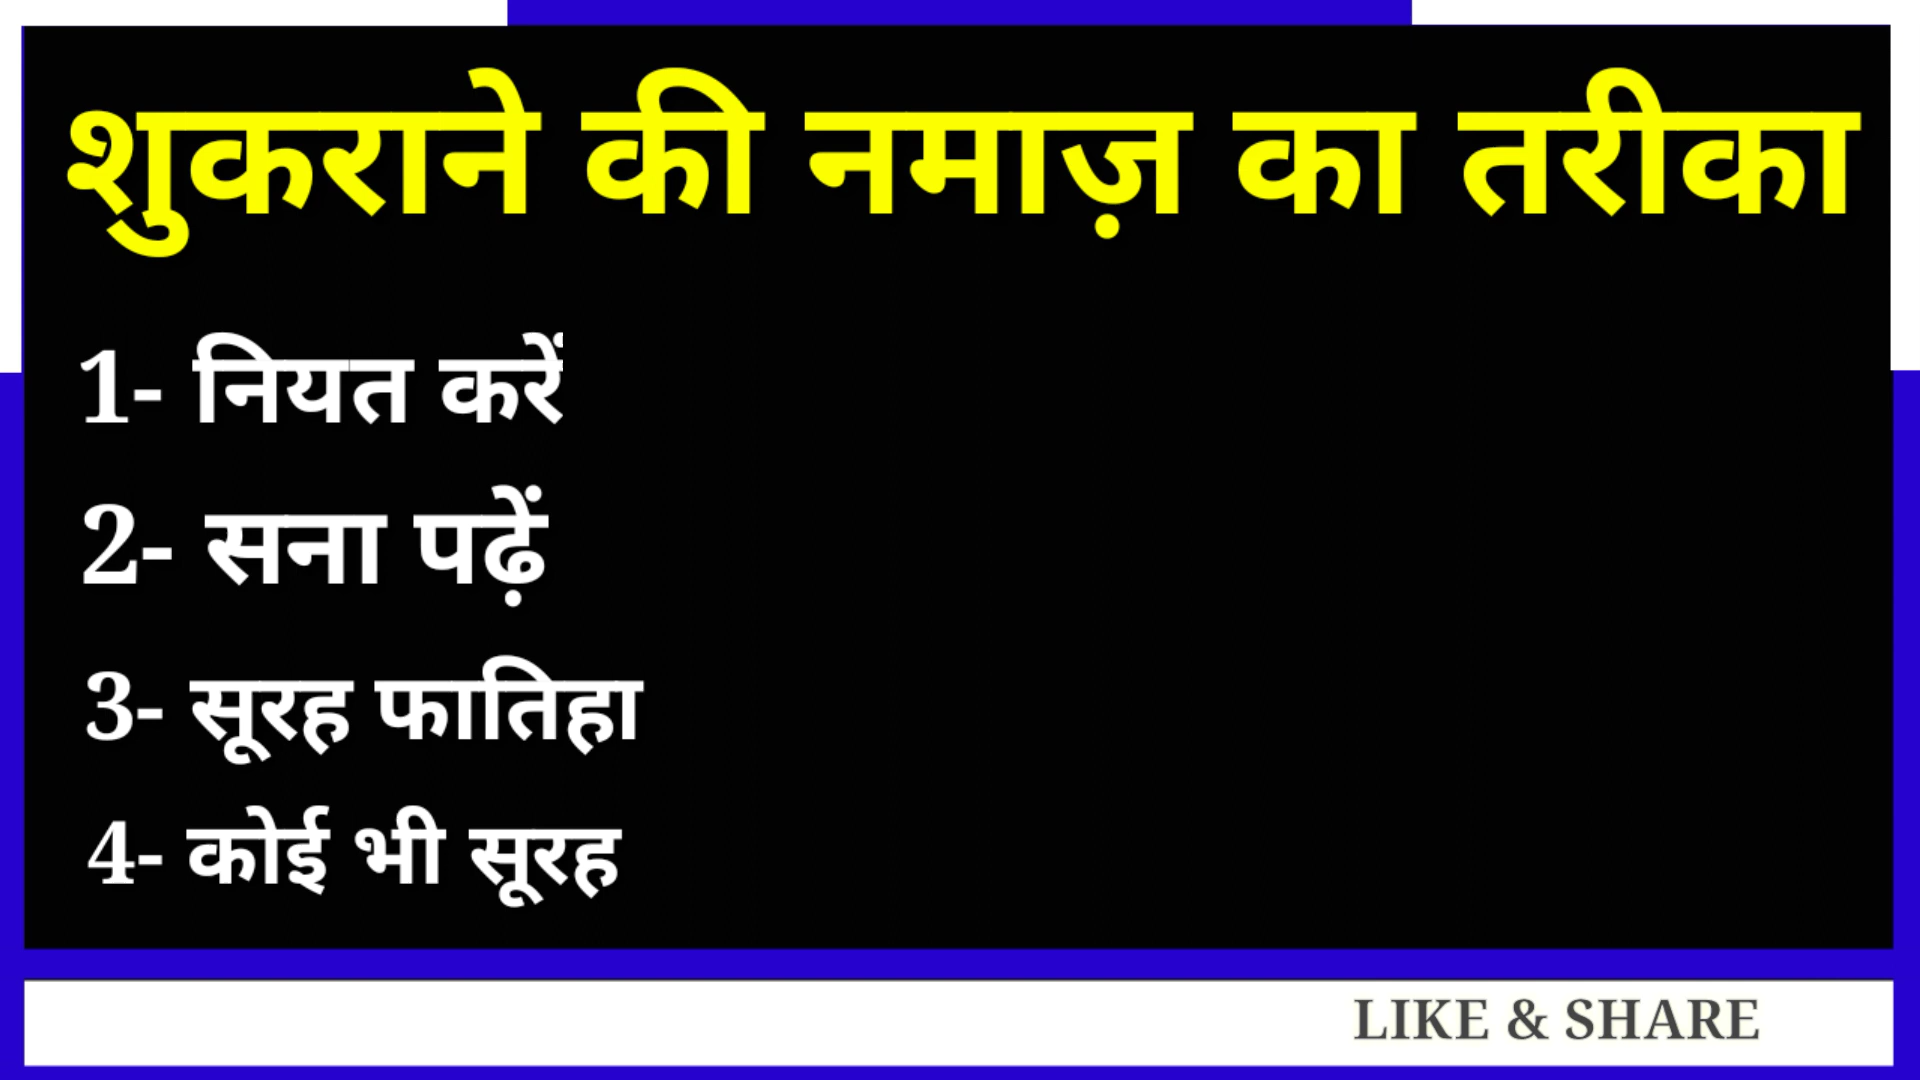 शुकराने की नमाज़ का तरीका
1- नियत करें
2- सना पढ़ें
3- सूरह फातिहा
4- कोई भी सूरह
LIKE & SHARE